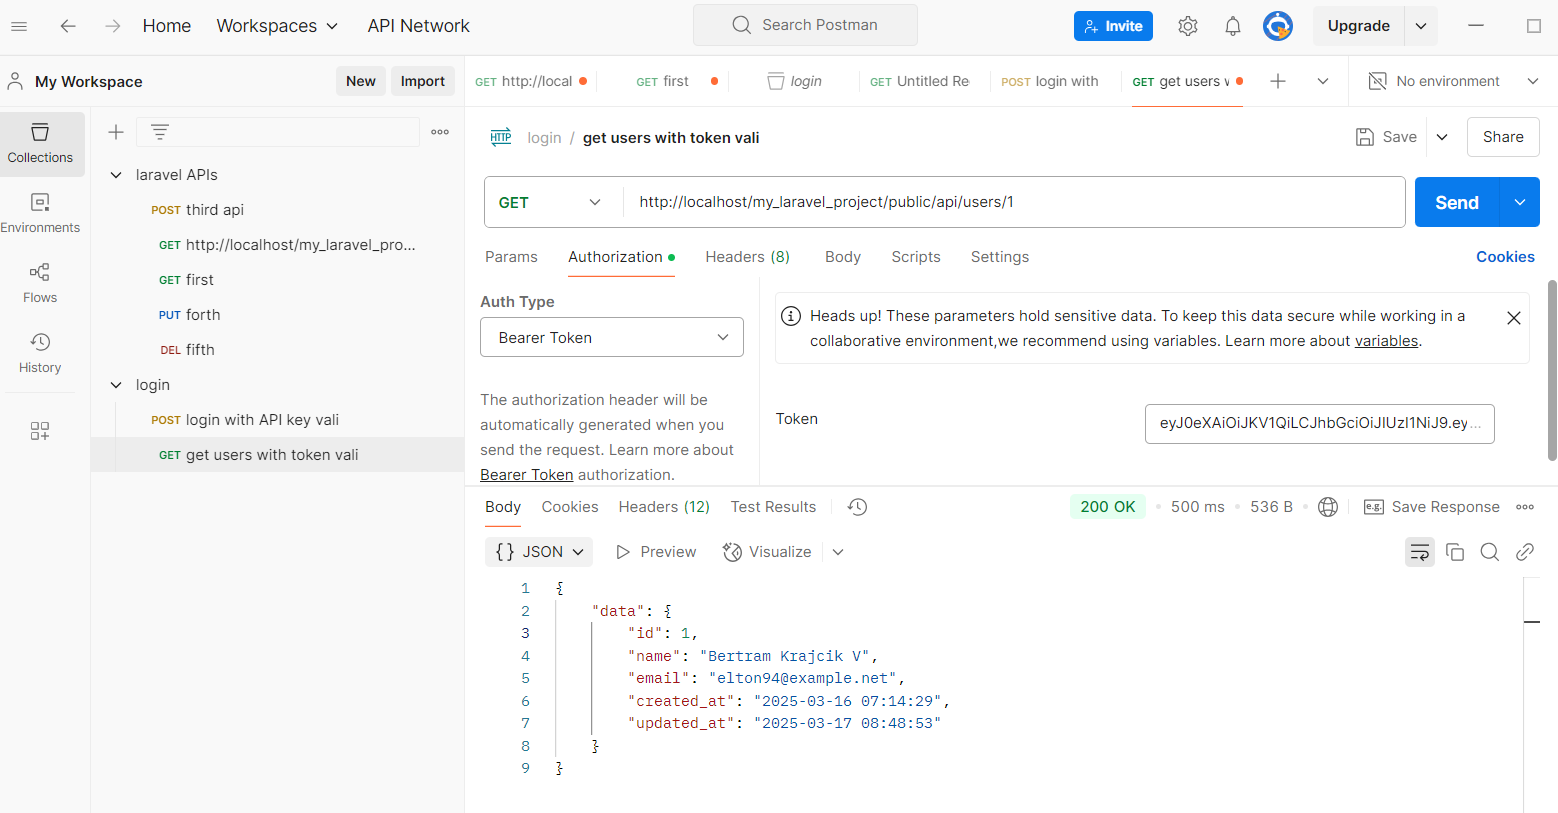 Home
Workspaces
API Network
Search Postman
Invite
Upgrade
My Workspace
New
Import
GET http://local
GET first
login
GET Untitled Re
POST login with
GET get users v
No environment
Collections
Environments
Flows
History
laravel APIs
POST third api
GET http://localhost/my_laravel_pro...
GET first
PUT forth
DEL fifth
login
POST login with API key vali
GET get users with token vali
HTTP login / get users with token vali
Save
Share
GET http://localhost/my_laravel_project/public/api/users/1
Send
Params
Authorization
Headers (8)
Body
Scripts
Settings
Cookies
Auth Type
Bearer Token
The authorization header will be
automatically generated when you
send the request. Learn more about
Bearer Token authorization.
Heads up! These parameters hold sensitive data. To keep this data secure while working in a
collaborative environment,we recommend using variables. Learn more about variables.
Token
eyJ0eXAiOiJKV1QiLCJhbGciOiJIUzI1NiJ9.ey...
Body
Cookies
Headers (12)
Test Results
200 OK
500 ms
536 B
e.g. Save Response
{} JSON
Preview
Visualize
1 {
2 "data": {
3 "id": 1,
4 "name": "Bertram Krajcik V",
5 "email": "elton94@example.net",
6 "created_at": "2025-03-16 07:14:29",
7 "updated_at": "2025-03-17 08:48:53"
8 }
9 }